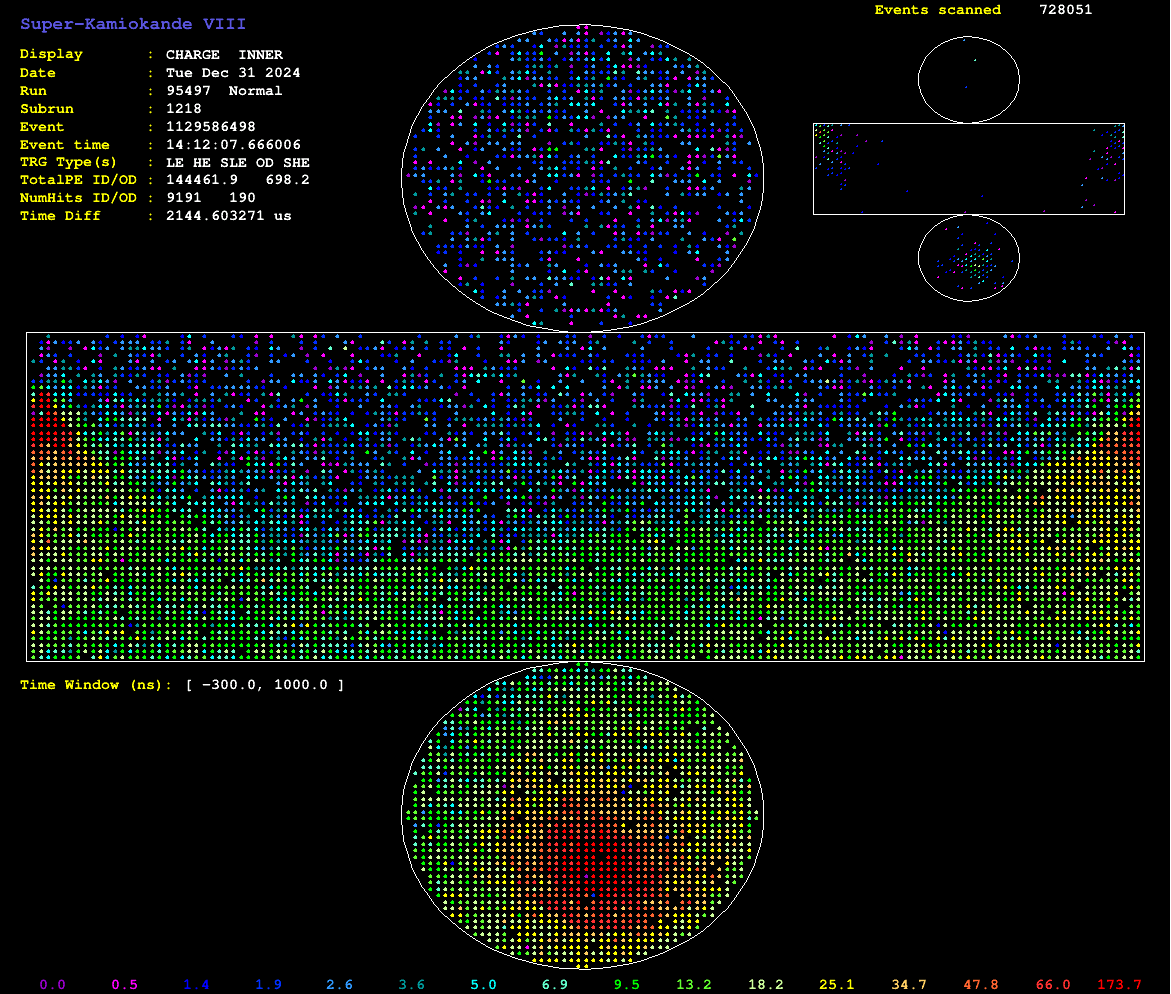 Super-Kamiokande VIII
Events scanned 728051
Display : CHARGE INNER
Date : Tue Dec 31 2024
Run : 95497 Normal
Subrun : 1218
Event : 1129586498
Event time : 14:12:07.666006
TRG Type(s) : LE HE SLE OD SHE
TotalPE ID/OD : 144461.9 698.2
NumHits ID/OD : 9191 190
Time Diff : 2144.603271 us
Time Window (ns): [ −300.0, 1000.0 ]
0.0 0.5 1.4 1.9 2.6 3.6 5.0 6.9 9.5 13.2 18.2 25.1 34.7 47.8 66.0 173.7